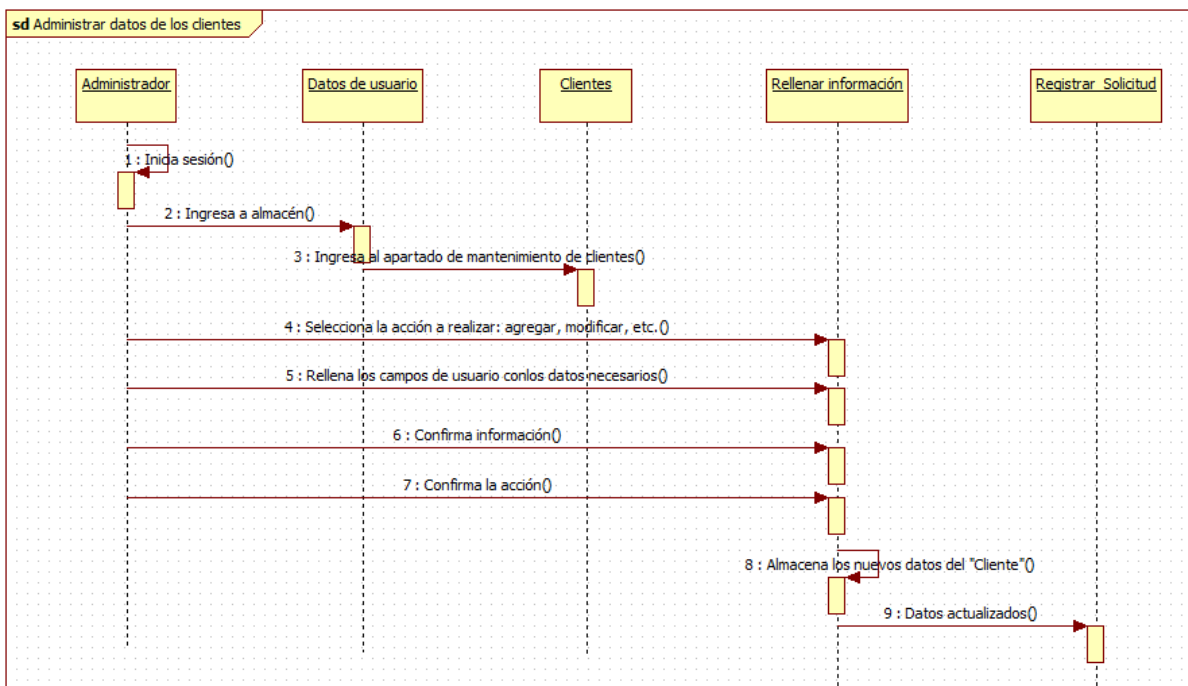 sd Administrar datos de los clientes
Administrador
Datos de usuario
Clientes
Rellenar información
Registrar_Solicitud
1 : Inicia sesión()
2 : Ingresa a almacén()
3 : Ingresa al apartado de mantenimiento de clientes()
4 : Selecciona la acción a realizar: agregar, modificar, etc.()
5 : Rellena los campos de usuario conlos datos necesarios()
6 : Confirma información()
7 : Confirma la acción()
8 : Almacena los nuevos datos del "Cliente"()
9 : Datos actualizados()